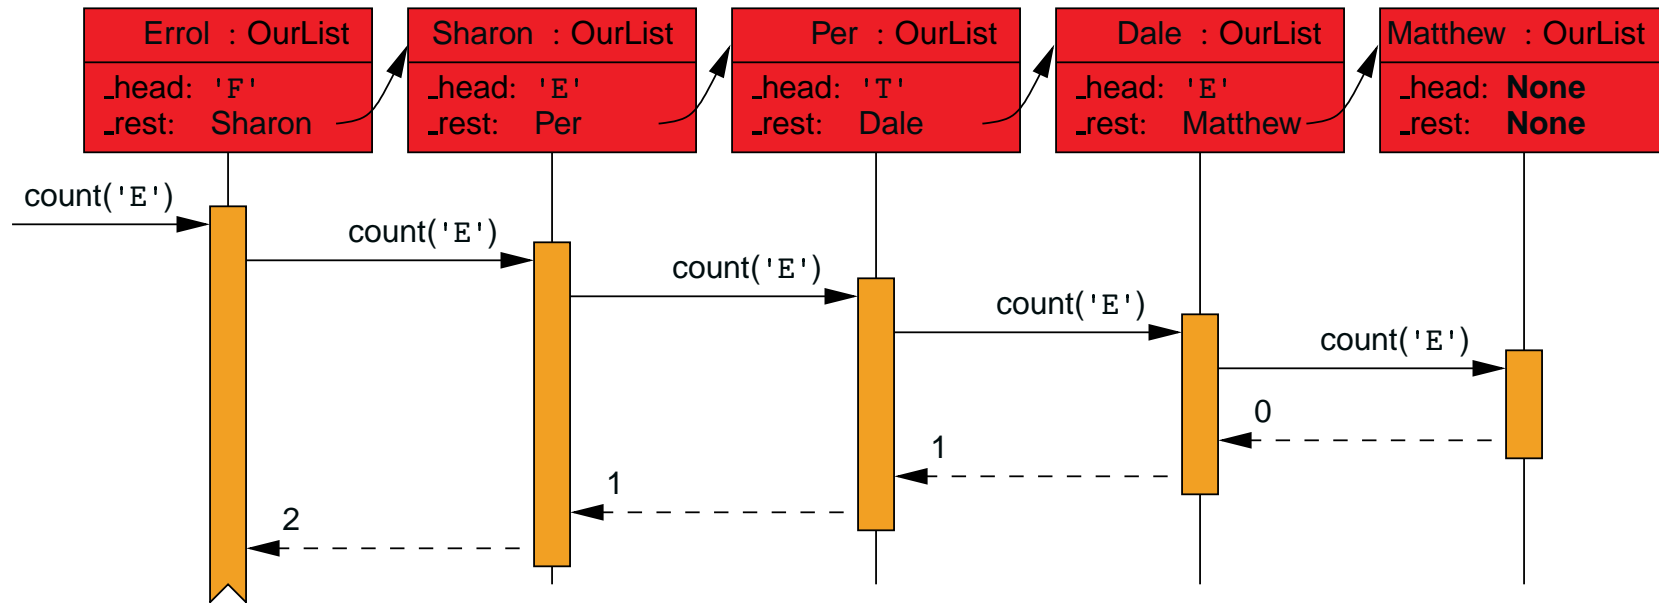 Errol : OurList
_head: 'F'
_rest: Sharon
Sharon : OurList
_head: 'E'
_rest: Per
Per : OurList
_head: 'T'
_rest: Dale
Dale : OurList
_head: 'E'
_rest: Matthew
Matthew : OurList
_head: None
_rest: None
count('E')
count('E')
count('E')
count('E')
count('E')
0
1
1
2